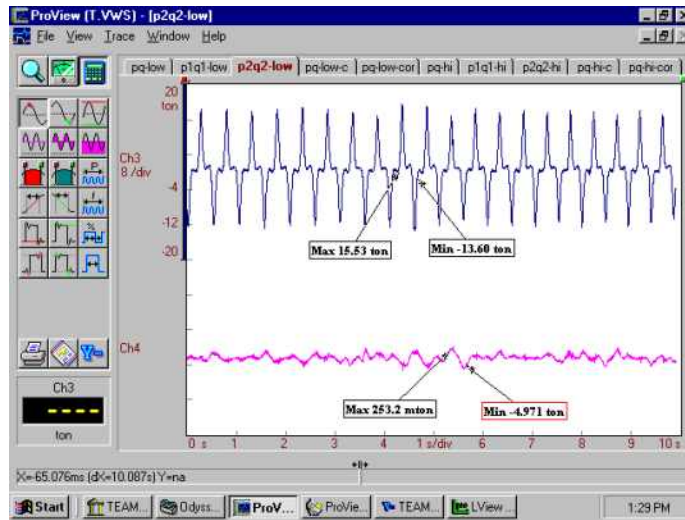 ProView (T.VWS) - [p2q2-low]
File View Trace Window Help
pq-low p1q1-low p2q2-low pq-low-c pq-low-cor pq-hi p1q1-hi p2q2-hi pq-hi-c pq-hi-cor
20
ton
Ch3
8 /div
-4
-12
-20
Max 15.53 ton
Min -13.60 ton
Ch4
Max 253.2 mton
Min -4.971 ton
0 s 1 2 3 4 1 s/div 6 7 8 9 10 s
Ch3
----
ton
X=-65.076ms (dX=10.087s) Y=na
Start TEAM... Odyss... ProV... ProVie... TEAM... LView ... 1:29 PM